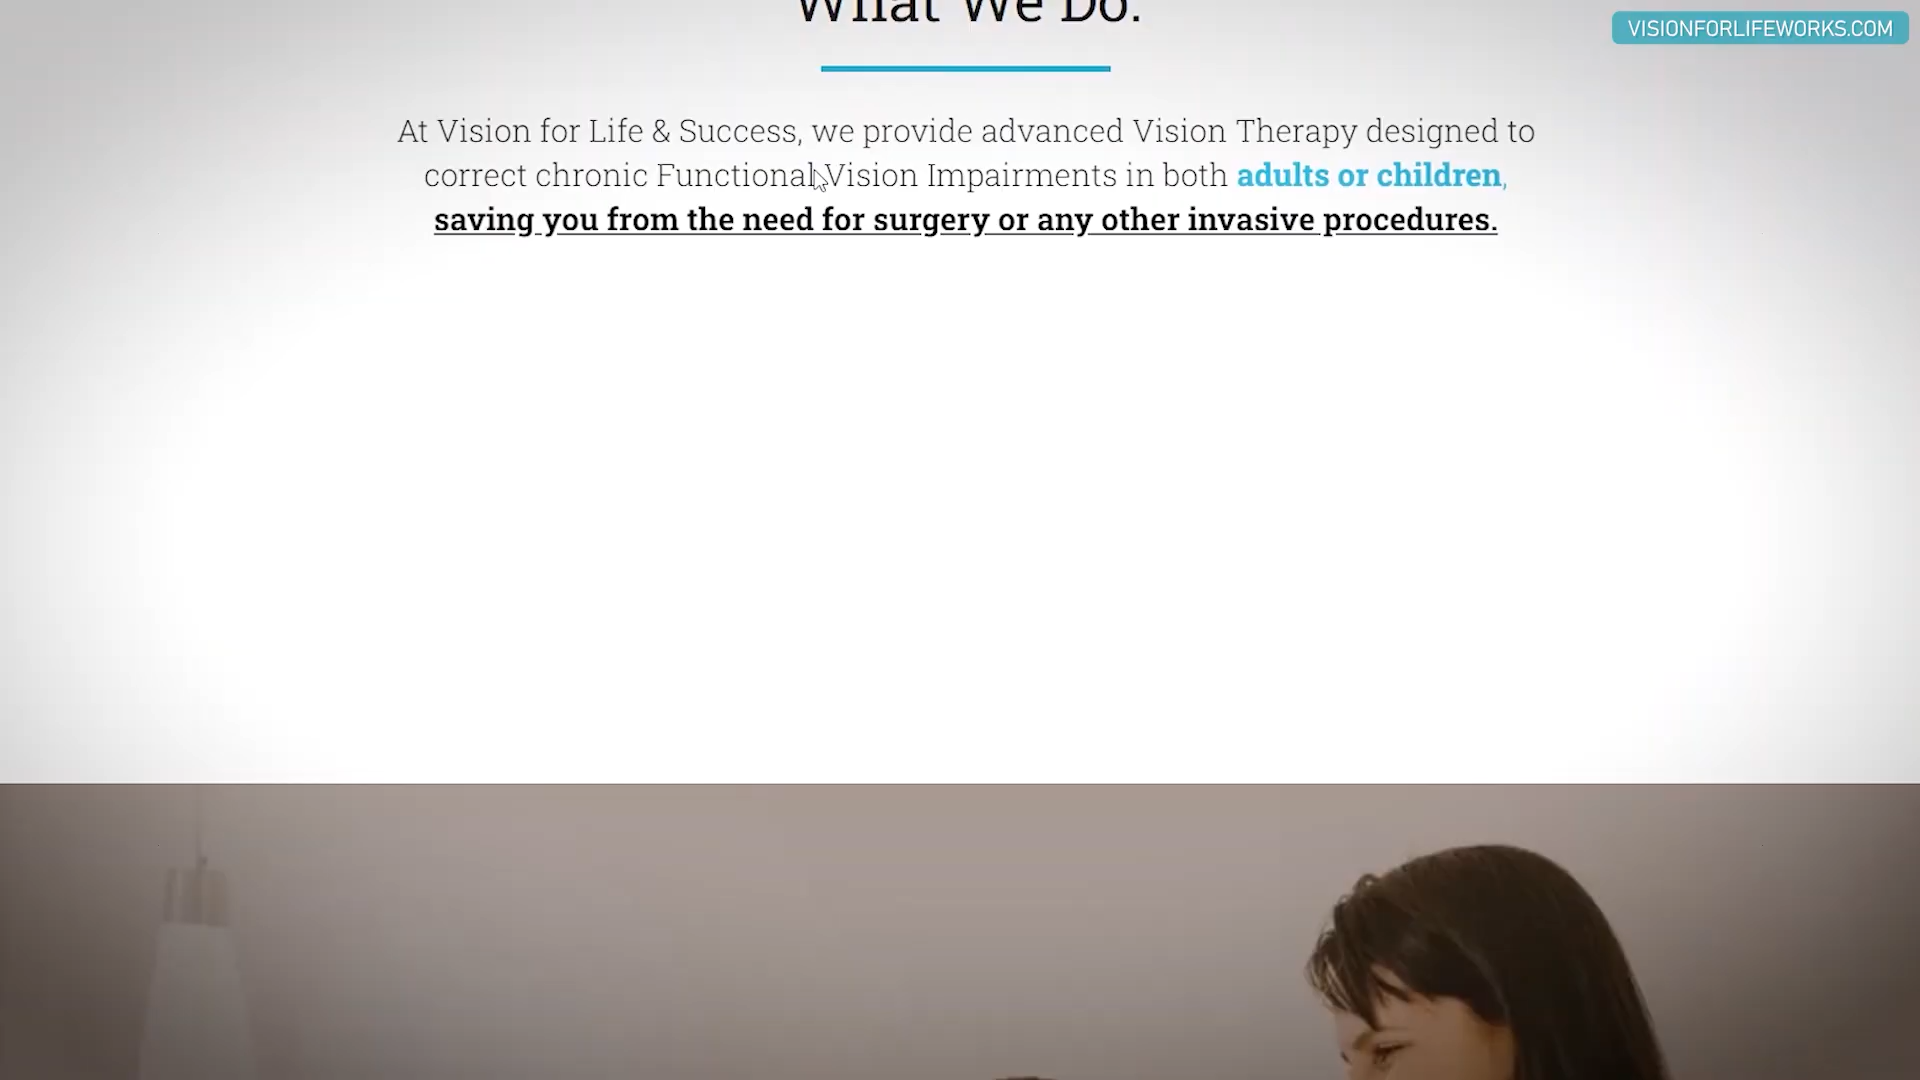 What We Do.
VISIONFORLIFEWORKS.COM
At Vision for Life & Success, we provide advanced Vision Therapy designed to
correct chronic Functional Vision Impairments in both adults or children,
saving you from the need for surgery or any other invasive procedures.